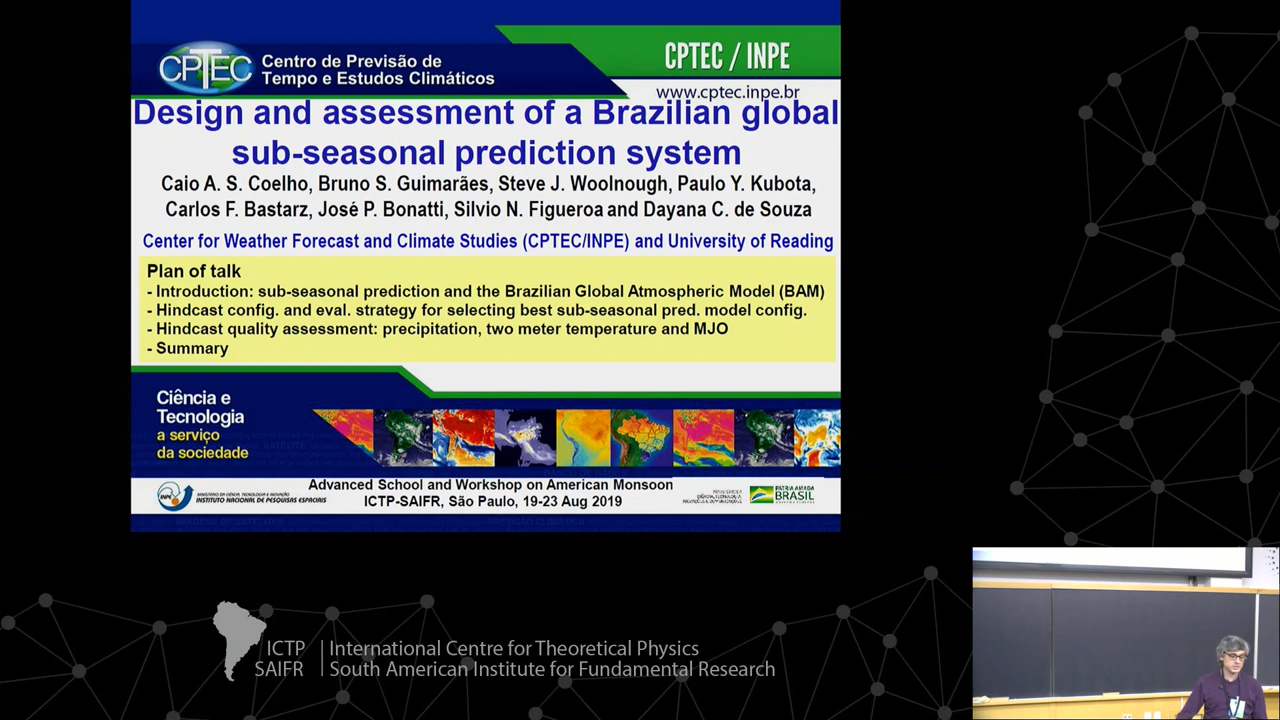 CPTEC
Centro de Previsão de
Tempo e Estudos Climáticos
CPTEC / INPE
www.cptec.inpe.br
Design and assessment of a Brazilian global
sub-seasonal prediction system
Caio A. S. Coelho, Bruno S. Guimarães, Steve J. Woolnough, Paulo Y. Kubota,
Carlos F. Bastarz, José P. Bonatti, Silvio N. Figueroa and Dayana C. de Souza
Center for Weather Forecast and Climate Studies (CPTEC/INPE) and University of Reading
Plan of talk
- Introduction: sub-seasonal prediction and the Brazilian Global Atmospheric Model (BAM)
- Hindcast config. and eval. strategy for selecting best sub-seasonal pred. model config.
- Hindcast quality assessment: precipitation, two meter temperature and MJO
- Summary
Ciência e
Tecnologia
a serviço
da sociedade
Advanced School and Workshop on American Monsoon
ICTP-SAIFR, São Paulo, 19-23 Aug 2019
INPE
INSTITUTO NACIONAL DE PESQUISAS ESPACIAIS
PÁTRIA AMADA
BRASIL
ICTP
SAIFR
International Centre for Theoretical Physics
South American Institute for Fundamental Research